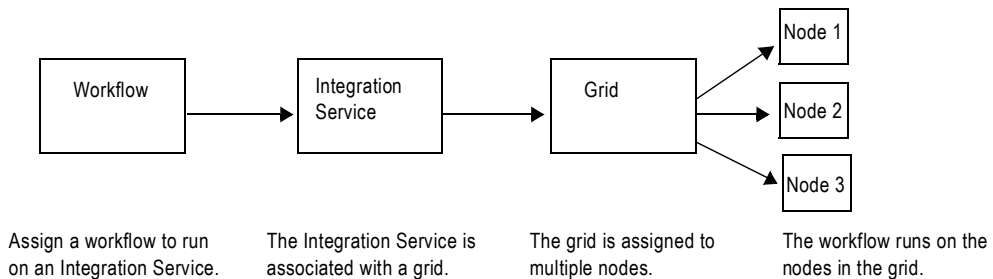 Node 1
Workflow
Integration
Service
Grid
Node 2
Node 3
Assign a workflow to run
on an Integration Service.
The Integration Service is
associated with a grid.
The grid is assigned to
multiple nodes.
The workflow runs on the
nodes in the grid.